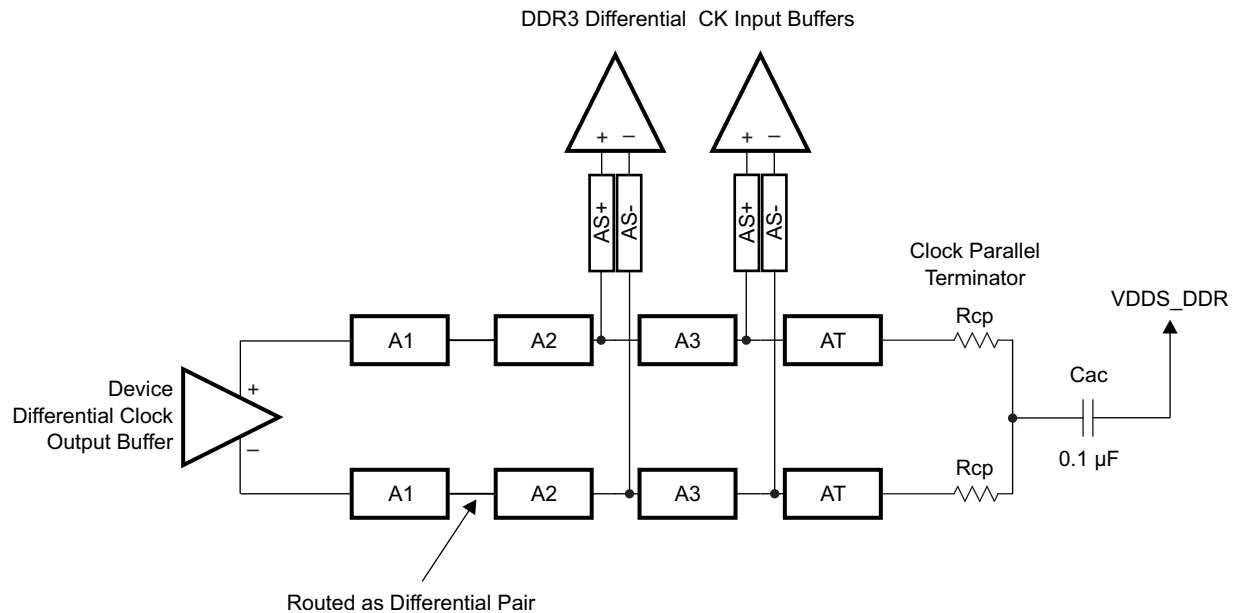 DDR3 Differential CK Input Buffers
+ − + −
AS+ AS- AS+ AS-
Clock Parallel
Terminator
VDDS_DDR
Rcp
A1 A2 A3 AT
Cac
Device
Differential Clock
Output Buffer
+
−
0.1 µF
Rcp
A1 A2 A3 AT
Routed as Differential Pair